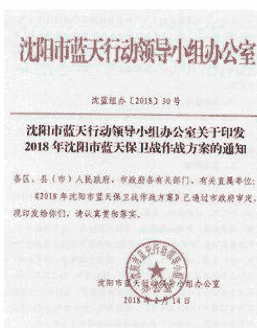 沈阳市蓝天行动领导小组办公室
沈蓝组办〔2018〕30号
沈阳市蓝天行动领导小组办公室关于印发
2018年沈阳市蓝天保卫战作战方案的通知
各区、县（市）人民政府，市政府各有关部门、有关直属单位：
《2018年沈阳市蓝天保卫战作战方案》已通过市政府审定，
现印发给你们，请认真贯彻落实。
沈阳市蓝天行动领导小组办公室
2018年2月14日